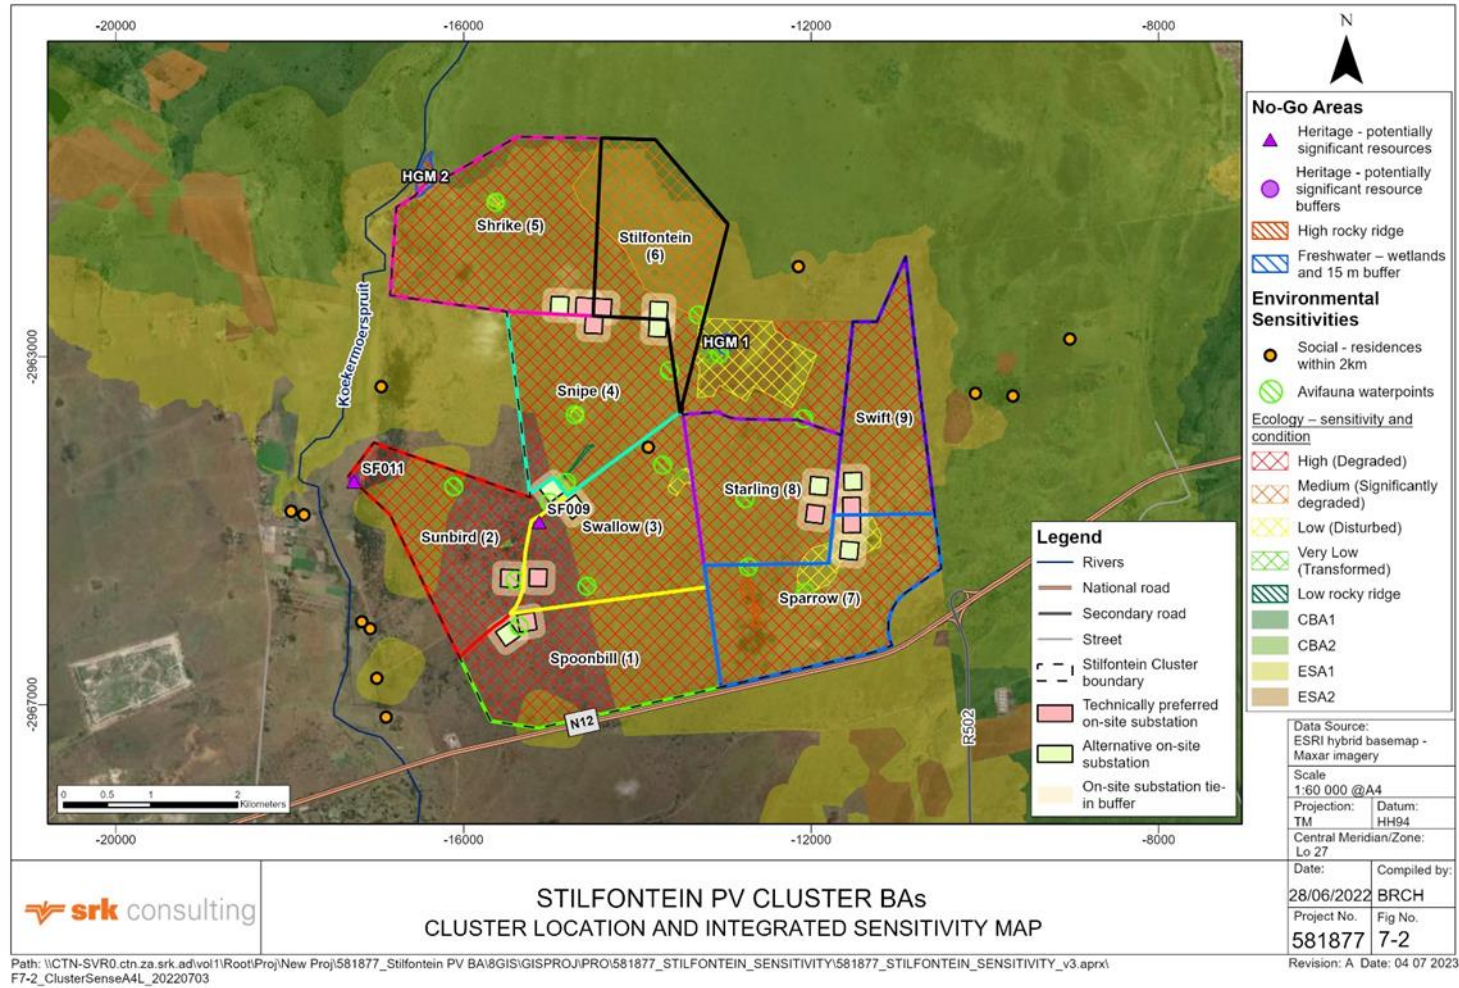 -20000
-16000
-12000
-8000
N
-2963000
-2967000
HGM 2
Shrike (5)
Stilfontein
(6)
HGM 1
Koekermoerspruit
Snipe (4)
Swift (9)
SF011
SF009
Starling (8)
Sunbird (2)
Swallow (3)
Sparrow (7)
Spoonbill (1)
N12
R502
0 0.5 1 2
Kilometers
-20000
-16000
-12000
-8000
Legend
Rivers
National road
Secondary road
Street
Stilfontein Cluster
boundary
Technically preferred
on-site substation
Alternative on-site
substation
On-site substation tie-
in buffer
No-Go Areas
Heritage - potentially
significant resources
Heritage - potentially
significant resource
buffers
High rocky ridge
Freshwater – wetlands
and 15 m buffer
Environmental
Sensitivities
Social - residences
within 2km
Avifauna waterpoints
Ecology – sensitivity and
condition
High (Degraded)
Medium (Significantly
degraded)
Low (Disturbed)
Very Low
(Transformed)
Low rocky ridge
CBA1
CBA2
ESA1
ESA2
Data Source:
ESRI hybrid basemap -
Maxar imagery
Scale
1:60 000 @A4
Projection: Datum:
TM HH94
Central Meridian/Zone:
Lo 27
Date: Compiled by:
28/06/2022 BRCH
Project No. Fig No.
581877 7-2
srk consulting
STILFONTEIN PV CLUSTER BAs
CLUSTER LOCATION AND INTEGRATED SENSITIVITY MAP
Path: \\CTN-SVR0.ctn.za.srk.ad\vol1\Root\Proj\New Proj\581877_Stilfontein PV BA\8GIS\GISPROJ\PRO\581877_STILFONTEIN_SENSITIVITY\581877_STILFONTEIN_SENSITIVITY_v3.aprx\
F7-2_ClusterSenseA4L_20220703
Revision: A Date: 04 07 2023